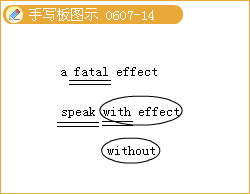 手写板图示 0607-14
a fatal effect
speak with effect
without